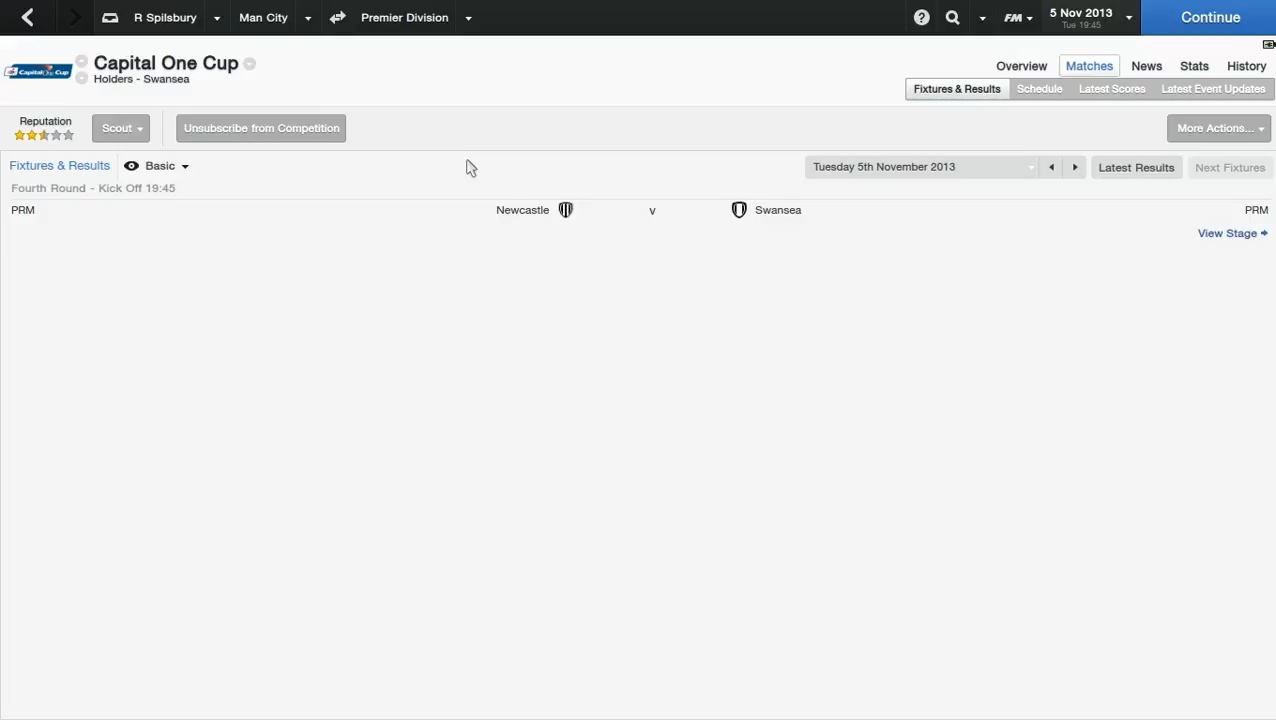 R Spilsbury Man City Premier Division FM 5 Nov 2013 Continue
Tue 19:45
Capital One Cup Capital One Cup
Holders - Swansea
Overview Matches News Stats History
Fixtures & Results Schedule Latest Scores Latest Event Updates
Reputation
Scout Unsubscribe from Competition More Actions...
Fixtures & Results Basic Tuesday 5th November 2013 Latest Results Next Fixtures
Fourth Round - Kick Off 19:45
PRM Newcastle v Swansea PRM
View Stage